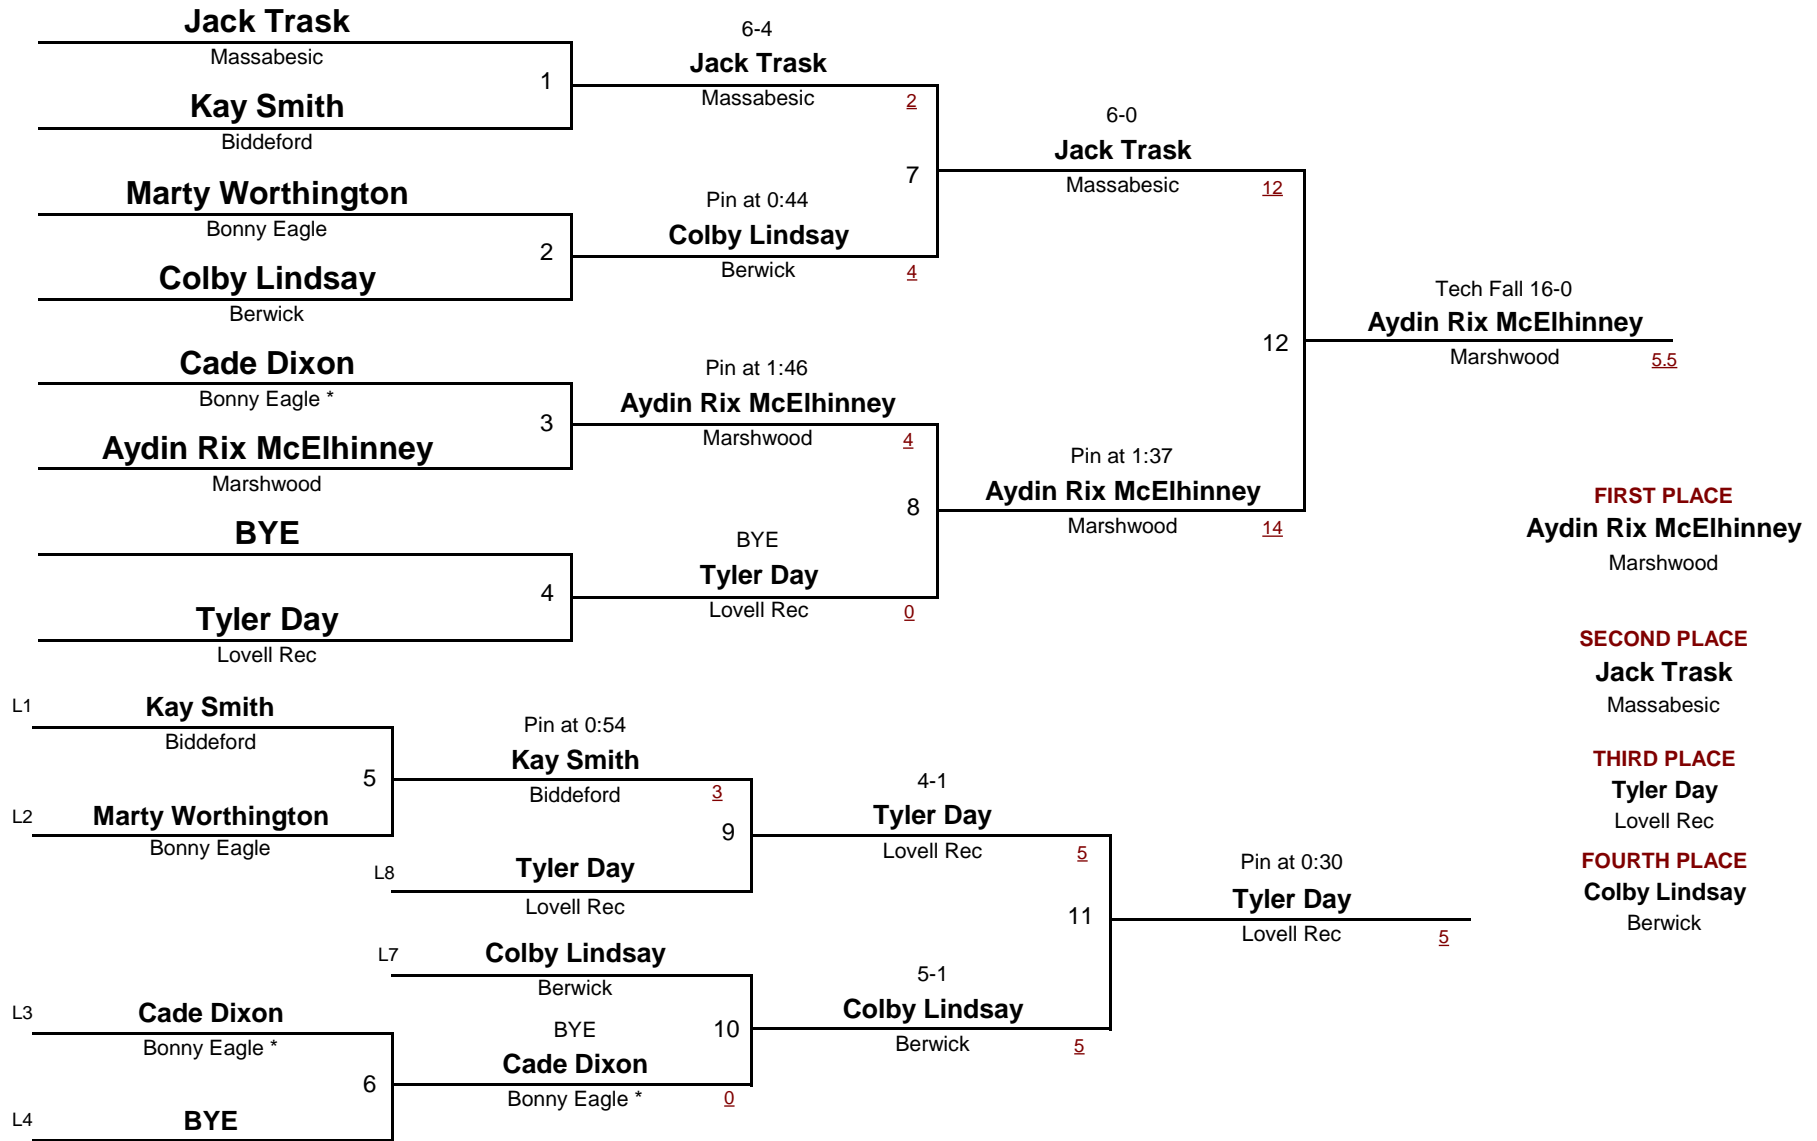 Jack Trask
Massabesic
1
Kay Smith
Biddeford
Marty Worthington
Bonny Eagle
2
Colby Lindsay
Berwick
Cade Dixon
Bonny Eagle *
3
Aydin Rix McElhinney
Marshwood
BYE
4
Tyler Day
Lovell Rec
6-4
Jack Trask
Massabesic 2
7
Pin at 0:44
Colby Lindsay
Berwick 4
Pin at 1:46
Aydin Rix McElhinney
Marshwood 4
8
BYE
Tyler Day
Lovell Rec 0
6-0
Jack Trask
Massabesic 12
12
Pin at 1:37
Aydin Rix McElhinney
Marshwood 14
Tech Fall 16-0
Aydin Rix McElhinney
Marshwood 5.5
FIRST PLACE
Aydin Rix McElhinney
Marshwood
SECOND PLACE
Jack Trask
Massabesic
THIRD PLACE
Tyler Day
Lovell Rec
FOURTH PLACE
Colby Lindsay
Berwick
L1 Kay Smith
Biddeford
5
L2 Marty Worthington
Bonny Eagle
L3 Cade Dixon
Bonny Eagle *
6
L4 BYE
Pin at 0:54
Kay Smith
Biddeford 3
9
L8 Tyler Day
Lovell Rec
L7 Colby Lindsay
Berwick
BYE 10
Cade Dixon
Bonny Eagle * 0
4-1
Tyler Day
Lovell Rec 5
11
5-1
Colby Lindsay
Berwick 5
Pin at 0:30
Tyler Day
Lovell Rec 5